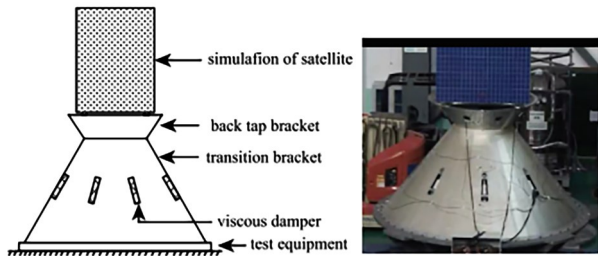 simulafion of satellite
back tap bracket
transition bracket
viscous damper
test equipment